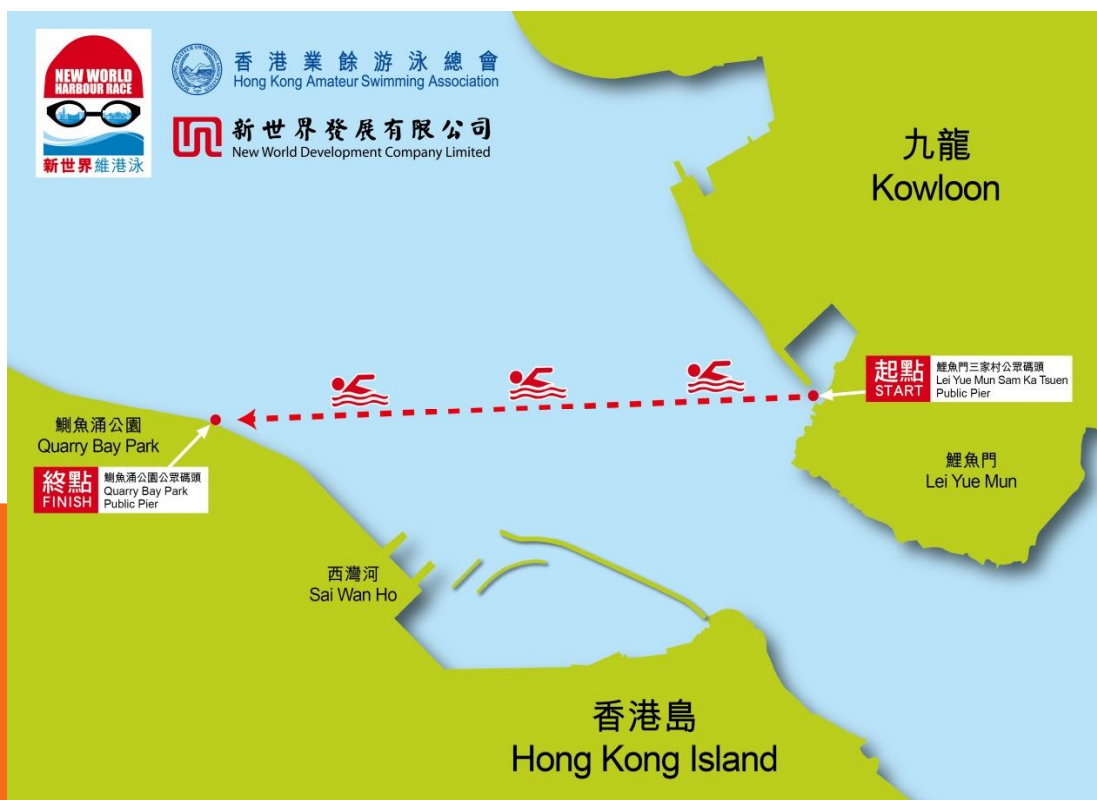 NEW WORLD
HARBOUR RACE
新世界維港泳
香港業餘游泳總會
Hong Kong Amateur Swimming Association
新世界發展有限公司
New World Development Company Limited
九龍
Kowloon
起點
START
鯉魚門三家村公眾碼頭
Lei Yue Mun Sam Ka Tsuen
Public Pier
鰂魚涌公園
Quarry Bay Park
終點
FINISH
鰂魚涌公園公眾碼頭
Quarry Bay Park
Public Pier
鯉魚門
Lei Yue Mun
西灣河
Sai Wan Ho
香港島
Hong Kong Island